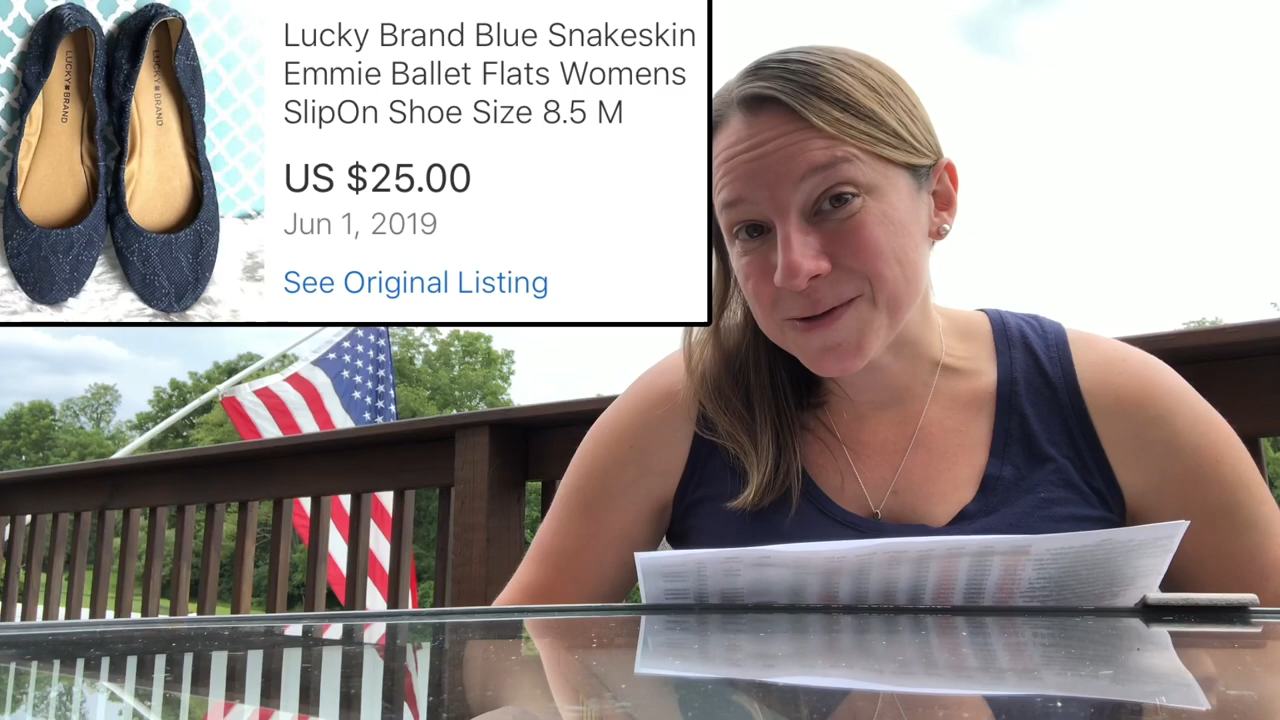 LUCKY BRAND
LUCKY BRAND
Lucky Brand Blue Snakeskin
Emmie Ballet Flats Womens
SlipOn Shoe Size 8.5 M
US $25.00
Jun 1, 2019
See Original Listing